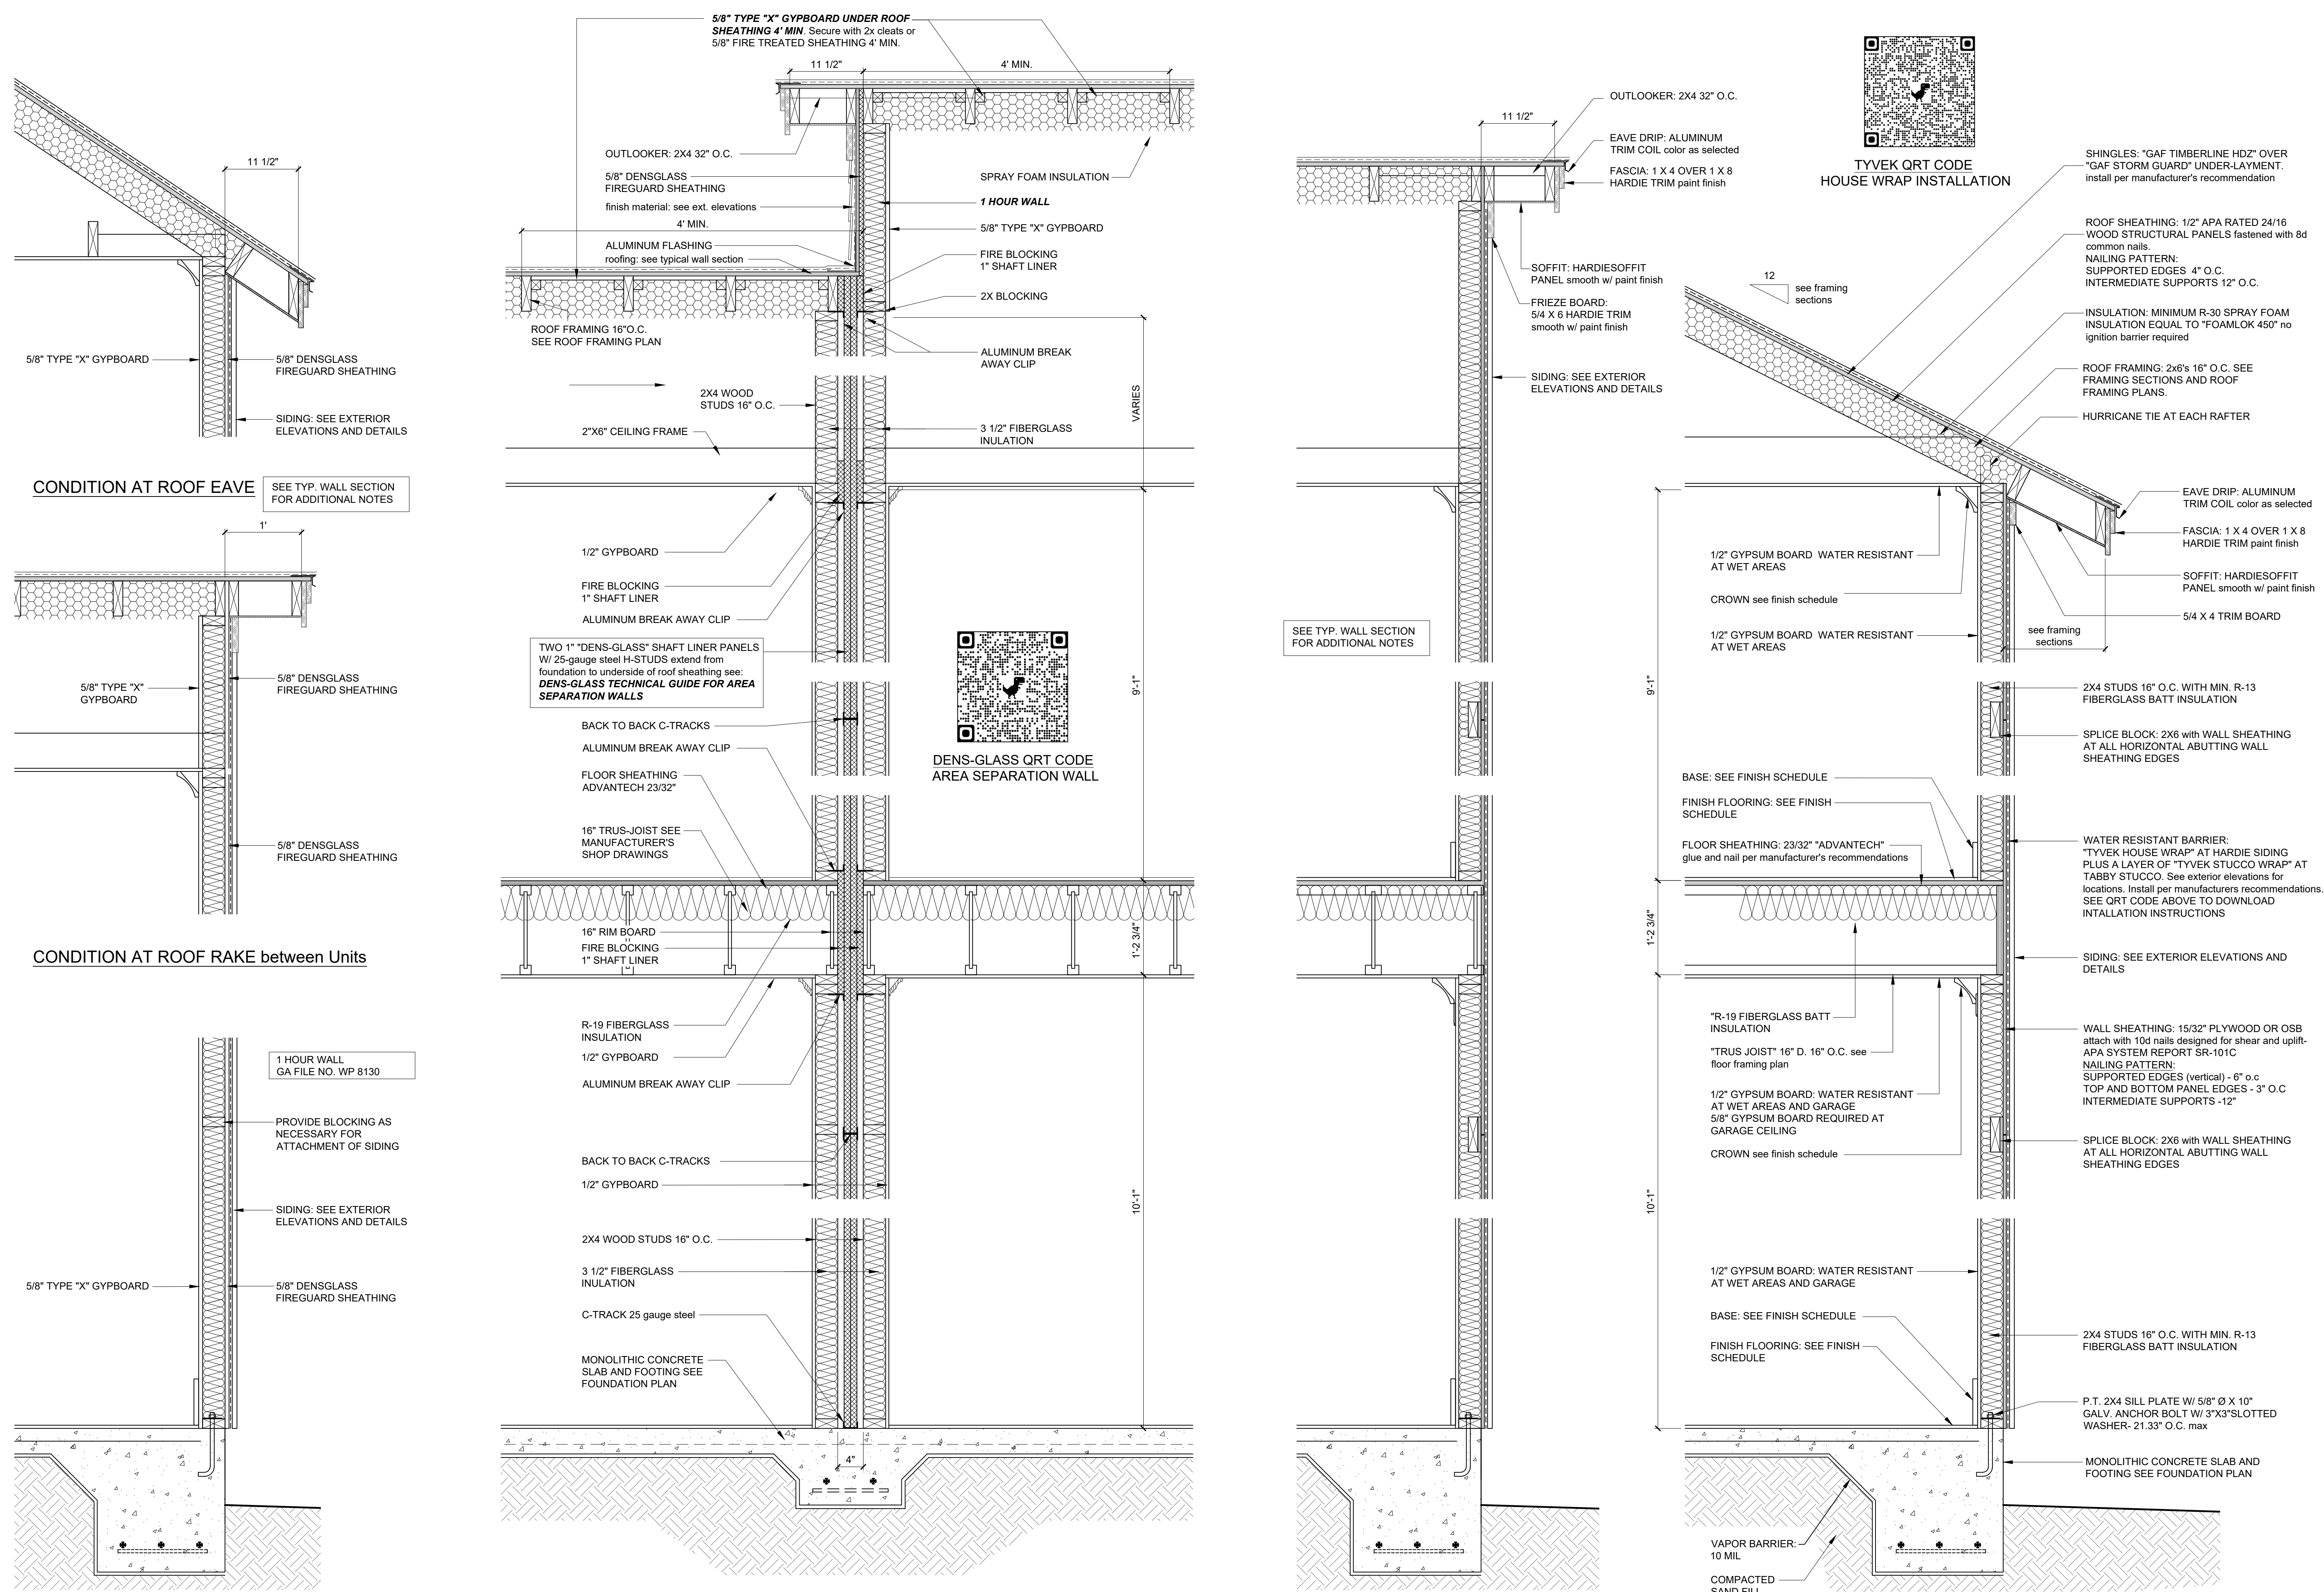 11 1/2"
5/8" TYPE "X" GYPBOARD
5/8" DENSGLASS
FIREGUARD SHEATHING
SIDING: SEE EXTERIOR
ELEVATIONS AND DETAILS
CONDITION AT ROOF EAVE
SEE TYP. WALL SECTION
FOR ADDITIONAL NOTES
1'
5/8" TYPE "X"
GYPBOARD
5/8" DENSGLASS
FIREGUARD SHEATHING
5/8" DENSGLASS
FIREGUARD SHEATHING
CONDITION AT ROOF RAKE between Units
1 HOUR WALL
GA FILE NO. WP 8130
PROVIDE BLOCKING AS
NECESSARY FOR
ATTACHMENT OF SIDING
SIDING: SEE EXTERIOR
ELEVATIONS AND DETAILS
5/8" TYPE "X" GYPBOARD
5/8" DENSGLASS
FIREGUARD SHEATHING
5/8" TYPE "X" GYPBOARD UNDER ROOF
SHEATHING 4' MIN. Secure with 2x cleats or
5/8" FIRE TREATED SHEATHING 4' MIN.
11 1/2"
4' MIN.
OUTLOOKER: 2X4 32" O.C.
5/8" DENSGLASS
FIREGUARD SHEATHING
finish material: see ext. elevations
4' MIN.
ALUMINUM FLASHING
roofing: see typical wall section
SPRAY FOAM INSULATION
1 HOUR WALL
5/8" TYPE "X" GYPBOARD
FIRE BLOCKING
1" SHAFT LINER
2X BLOCKING
ROOF FRAMING 16"O.C.
SEE ROOF FRAMING PLAN
ALUMINUM BREAK
AWAY CLIP
2X4 WOOD
STUDS 16" O.C.
VARIES
2"X6" CEILING FRAME
3 1/2" FIBERGLASS
INULATION
1/2" GYPBOARD
FIRE BLOCKING
1" SHAFT LINER
ALUMINUM BREAK AWAY CLIP
TWO 1" "DENS-GLASS" SHAFT LINER PANELS
W/ 25-gauge steel H-STUDS extend from
foundation to underside of roof sheathing see:
DENS-GLASS TECHNICAL GUIDE FOR AREA
SEPARATION WALLS
9'-1"
BACK TO BACK C-TRACKS
ALUMINUM BREAK AWAY CLIP
DENS-GLASS QRT CODE
AREA SEPARATION WALL
FLOOR SHEATHING
ADVANTECH 23/32"
16" TRUS-JOIST SEE
MANUFACTURER'S
SHOP DRAWINGS
16" RIM BOARD
FIRE BLOCKING
1" SHAFT LINER
1'-2 3/4"
R-19 FIBERGLASS
INSULATION
1/2" GYPBOARD
ALUMINUM BREAK AWAY CLIP
BACK TO BACK C-TRACKS
1/2" GYPBOARD
10'-1"
2X4 WOOD STUDS 16" O.C.
3 1/2" FIBERGLASS
INULATION
C-TRACK 25 gauge steel
MONOLITHIC CONCRETE
SLAB AND FOOTING SEE
FOUNDATION PLAN
4"
OUTLOOKER: 2X4 32" O.C.
11 1/2"
EAVE DRIP: ALUMINUM
TRIM COIL color as selected
FASCIA: 1 X 4 OVER 1 X 8
HARDIE TRIM paint finish
SOFFIT: HARDIESOFFIT
PANEL smooth w/ paint finish
FRIEZE BOARD:
5/4 X 6 HARDIE TRIM
smooth w/ paint finish
SIDING: SEE EXTERIOR
ELEVATIONS AND DETAILS
SEE TYP. WALL SECTION
FOR ADDITIONAL NOTES
TYVEK QRT CODE
HOUSE WRAP INSTALLATION
SHINGLES: "GAF TIMBERLINE HDZ" OVER
"GAF STORM GUARD" UNDER-LAYMENT.
install per manufacturer's recommendation
ROOF SHEATHING: 1/2" APA RATED 24/16
WOOD STRUCTURAL PANELS fastened with 8d
common nails.
NAILING PATTERN:
SUPPORTED EDGES 4" O.C.
INTERMEDIATE SUPPORTS 12" O.C.
12
see framing
sections
INSULATION: MINIMUM R-30 SPRAY FOAM
INSULATION EQUAL TO "FOAMLOK 450" no
ignition barrier required
ROOF FRAMING: 2x6's 16" O.C. SEE
FRAMING SECTIONS AND ROOF
FRAMING PLANS.
HURRICANE TIE AT EACH RAFTER
EAVE DRIP: ALUMINUM
TRIM COIL color as selected
FASCIA: 1 X 4 OVER 1 X 8
HARDIE TRIM paint finish
SOFFIT: HARDIESOFFIT
PANEL smooth w/ paint finish
5/4 X 4 TRIM BOARD
see framing
sections
1/2" GYPSUM BOARD WATER RESISTANT
AT WET AREAS
CROWN see finish schedule
1/2" GYPSUM BOARD WATER RESISTANT
AT WET AREAS
9'-1"
2X4 STUDS 16" O.C. WITH MIN. R-13
FIBERGLASS BATT INSULATION
SPLICE BLOCK: 2X6 with WALL SHEATHING
AT ALL HORIZONTAL ABUTTING WALL
SHEATHING EDGES
BASE: SEE FINISH SCHEDULE
FINISH FLOORING: SEE FINISH
SCHEDULE
FLOOR SHEATHING: 23/32" "ADVANTECH"
glue and nail per manufacturer's recommendations
WATER RESISTANT BARRIER:
"TYVEK HOUSE WRAP" AT HARDIE SIDING
PLUS A LAYER OF "TYVEK STUCCO WRAP" AT
TABBY STUCCO. See exterior elevations for
locations. Install per manufacturers recommendations.
SEE QRT CODE ABOVE TO DOWNLOAD
INTALLATION INSTRUCTIONS
1'-2 3/4"
SIDING: SEE EXTERIOR ELEVATIONS AND
DETAILS
"R-19 FIBERGLASS BATT
INSULATION
"TRUS JOIST" 16" D. 16" O.C. see
floor framing plan
WALL SHEATHING: 15/32" PLYWOOD OR OSB
attach with 10d nails designed for shear and uplift-
APA SYSTEM REPORT SR-101C
NAILING PATTERN:
SUPPORTED EDGES (vertical) - 6" o.c
TOP AND BOTTOM PANEL EDGES - 3" O.C
INTERMEDIATE SUPPORTS -12"
1/2" GYPSUM BOARD: WATER RESISTANT
AT WET AREAS AND GARAGE
5/8" GYPSUM BOARD REQUIRED AT
GARAGE CEILING
CROWN see finish schedule
SPLICE BLOCK: 2X6 with WALL SHEATHING
AT ALL HORIZONTAL ABUTTING WALL
SHEATHING EDGES
10'-1"
1/2" GYPSUM BOARD: WATER RESISTANT
AT WET AREAS AND GARAGE
BASE: SEE FINISH SCHEDULE
FINISH FLOORING: SEE FINISH
SCHEDULE
2X4 STUDS 16" O.C. WITH MIN. R-13
FIBERGLASS BATT INSULATION
P.T. 2X4 SILL PLATE W/ 5/8" Ø X 10"
GALV. ANCHOR BOLT W/ 3"X3"SLOTTED
WASHER- 21.33" O.C. max
MONOLITHIC CONCRETE SLAB AND
FOOTING SEE FOUNDATION PLAN
VAPOR BARRIER:
10 MIL
COMPACTED
SAND FILL